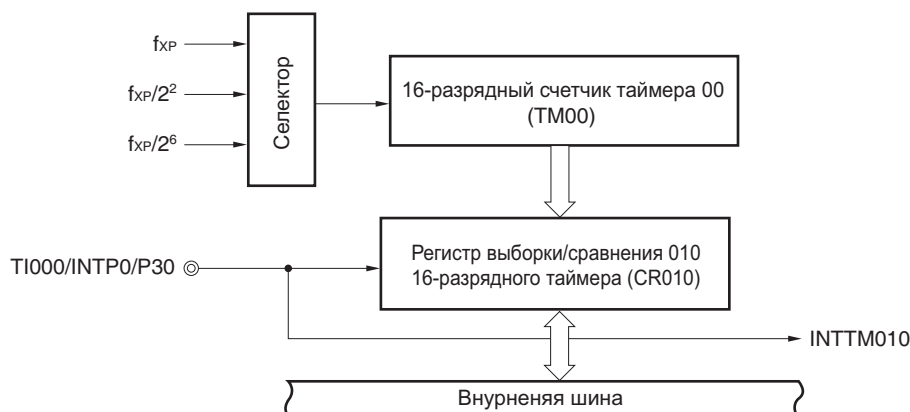 fXP
fXP/2²
fXP/2⁶
Селектор
16-разрядный счетчик таймера 00
(TM00)
TI000/INTP0/P30
Регистр выборки/сравнения 010
16-разрядного таймера (CR010)
INTTM010
Внурненяя шина